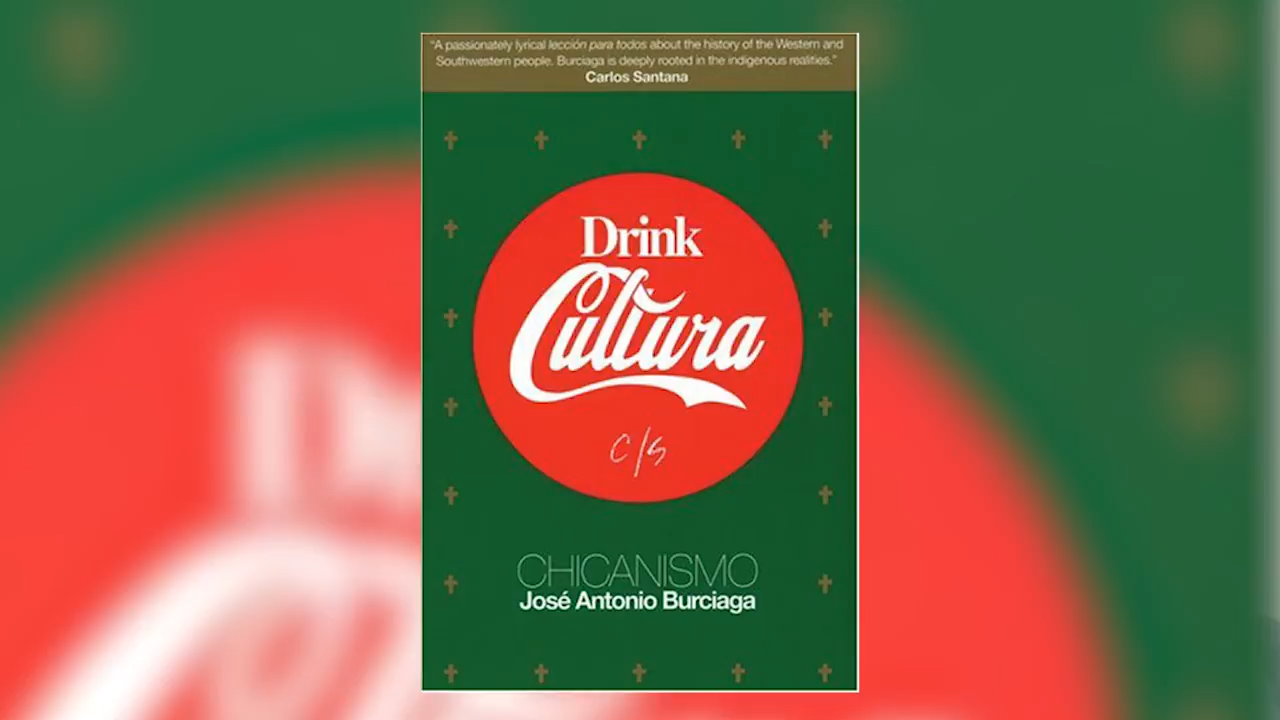 "A passionately lyrical lección para todos about the history of the Western and
Southwestern people. Burciaga is deeply rooted in the indigenous realities."
Carlos Santana
Drink
Cultura
C/S
CHICANISMO
José Antonio Burciaga